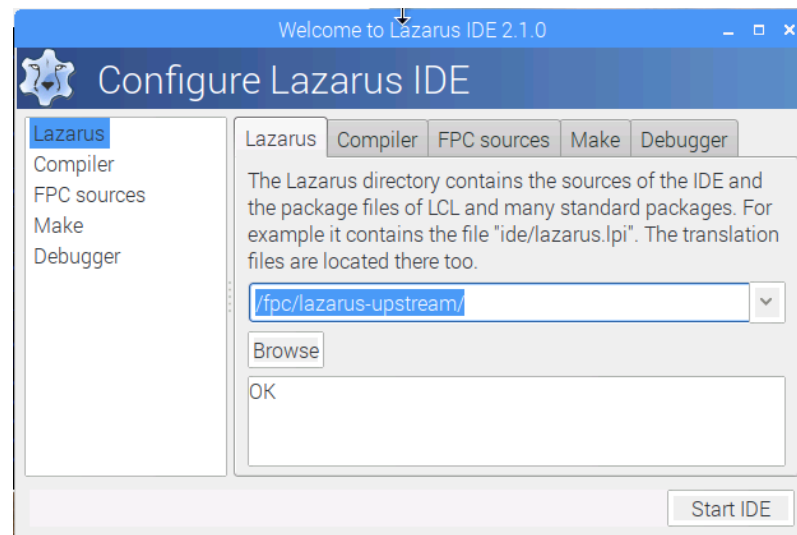 Welcome to Lazarus IDE 2.1.0
Configure Lazarus IDE
Lazarus
Compiler
FPC sources
Make
Debugger
Lazarus Compiler FPC sources Make Debugger
The Lazarus directory contains the sources of the IDE and
the package files of LCL and many standard packages. For
example it contains the file "ide/lazarus.lpi". The translation
files are located there too.
/fpc/lazarus-upstream/
Browse
OK
Start IDE